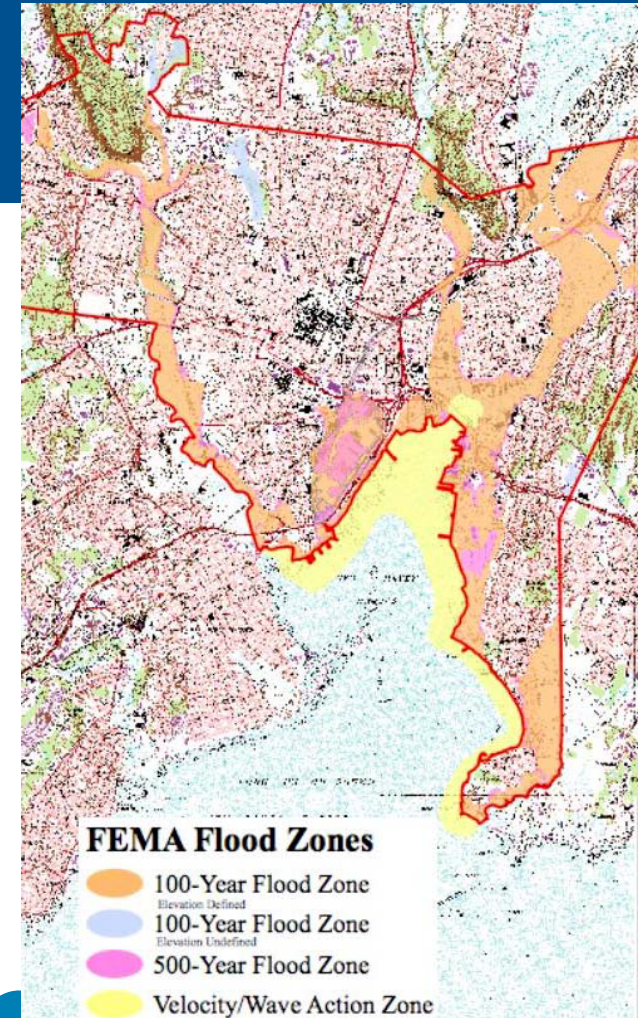 FEMA Flood Zones
100-Year Flood Zone
Elevation Defined
100-Year Flood Zone
Elevation Undefined
500-Year Flood Zone
Velocity/Wave Action Zone